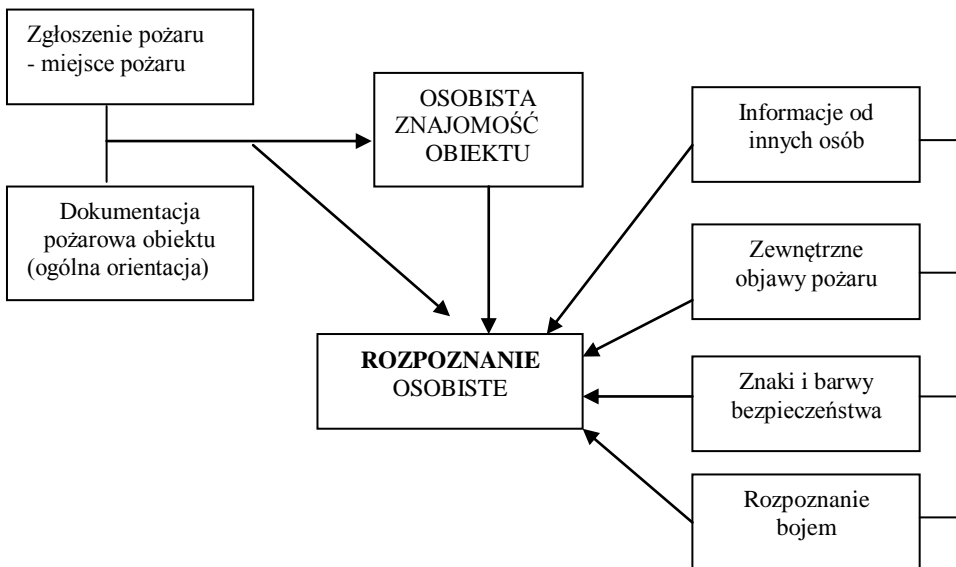 Zgłoszenie pożaru
- miejsce pożaru
OSOBISTA
ZNAJOMOŚĆ
OBIEKTU
Informacje od
innych osób
Dokumentacja
pożarowa obiektu
(ogólna orientacja)
Zewnętrzne
objawy pożaru
ROZPOZNANIE
OSOBISTE
Znaki i barwy
bezpieczeństwa
Rozpoznanie
bojem